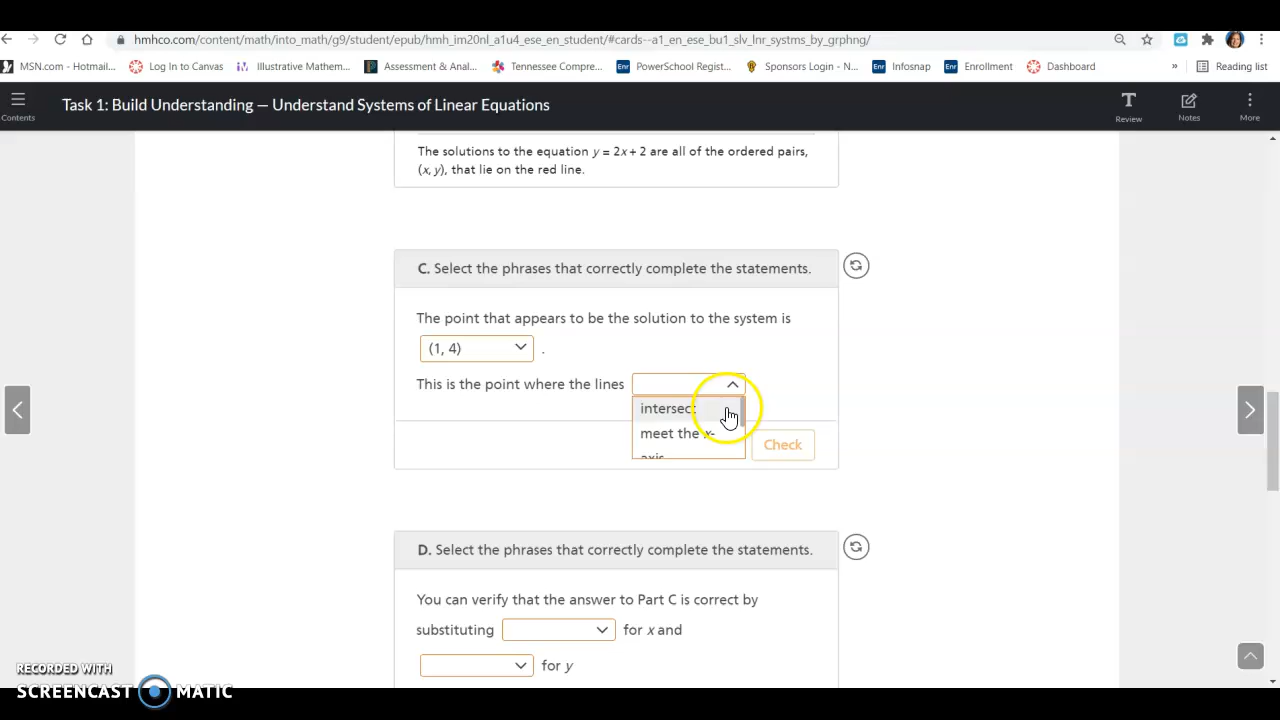 hmhco.com/content/math/into_math/g9/student/epub/hmh_im20nl_a1u4_ese_en_student/#cards--a1_en_ese_bu1_slv_lnr_systms_by_grphng/
MSN.com - Hotmail... Log In to Canvas Illustrative Mathem... Assessment & Anal... Tennessee Compre... Enr PowerSchool Regist... Sponsors Login - N... Enr Infosnap Enr Enrollment Dashboard » Reading list
Contents Task 1: Build Understanding — Understand Systems of Linear Equations T Review Notes More
The solutions to the equation y = 2x + 2 are all of the ordered pairs,
(x, y), that lie on the red line.
C. Select the phrases that correctly complete the statements.
The point that appears to be the solution to the system is
(1, 4) .
This is the point where the lines
intersect
meet the x-
axis
Check
D. Select the phrases that correctly complete the statements.
You can verify that the answer to Part C is correct by
substituting for x and
for y
RECORDED WITH
SCREENCAST MATIC